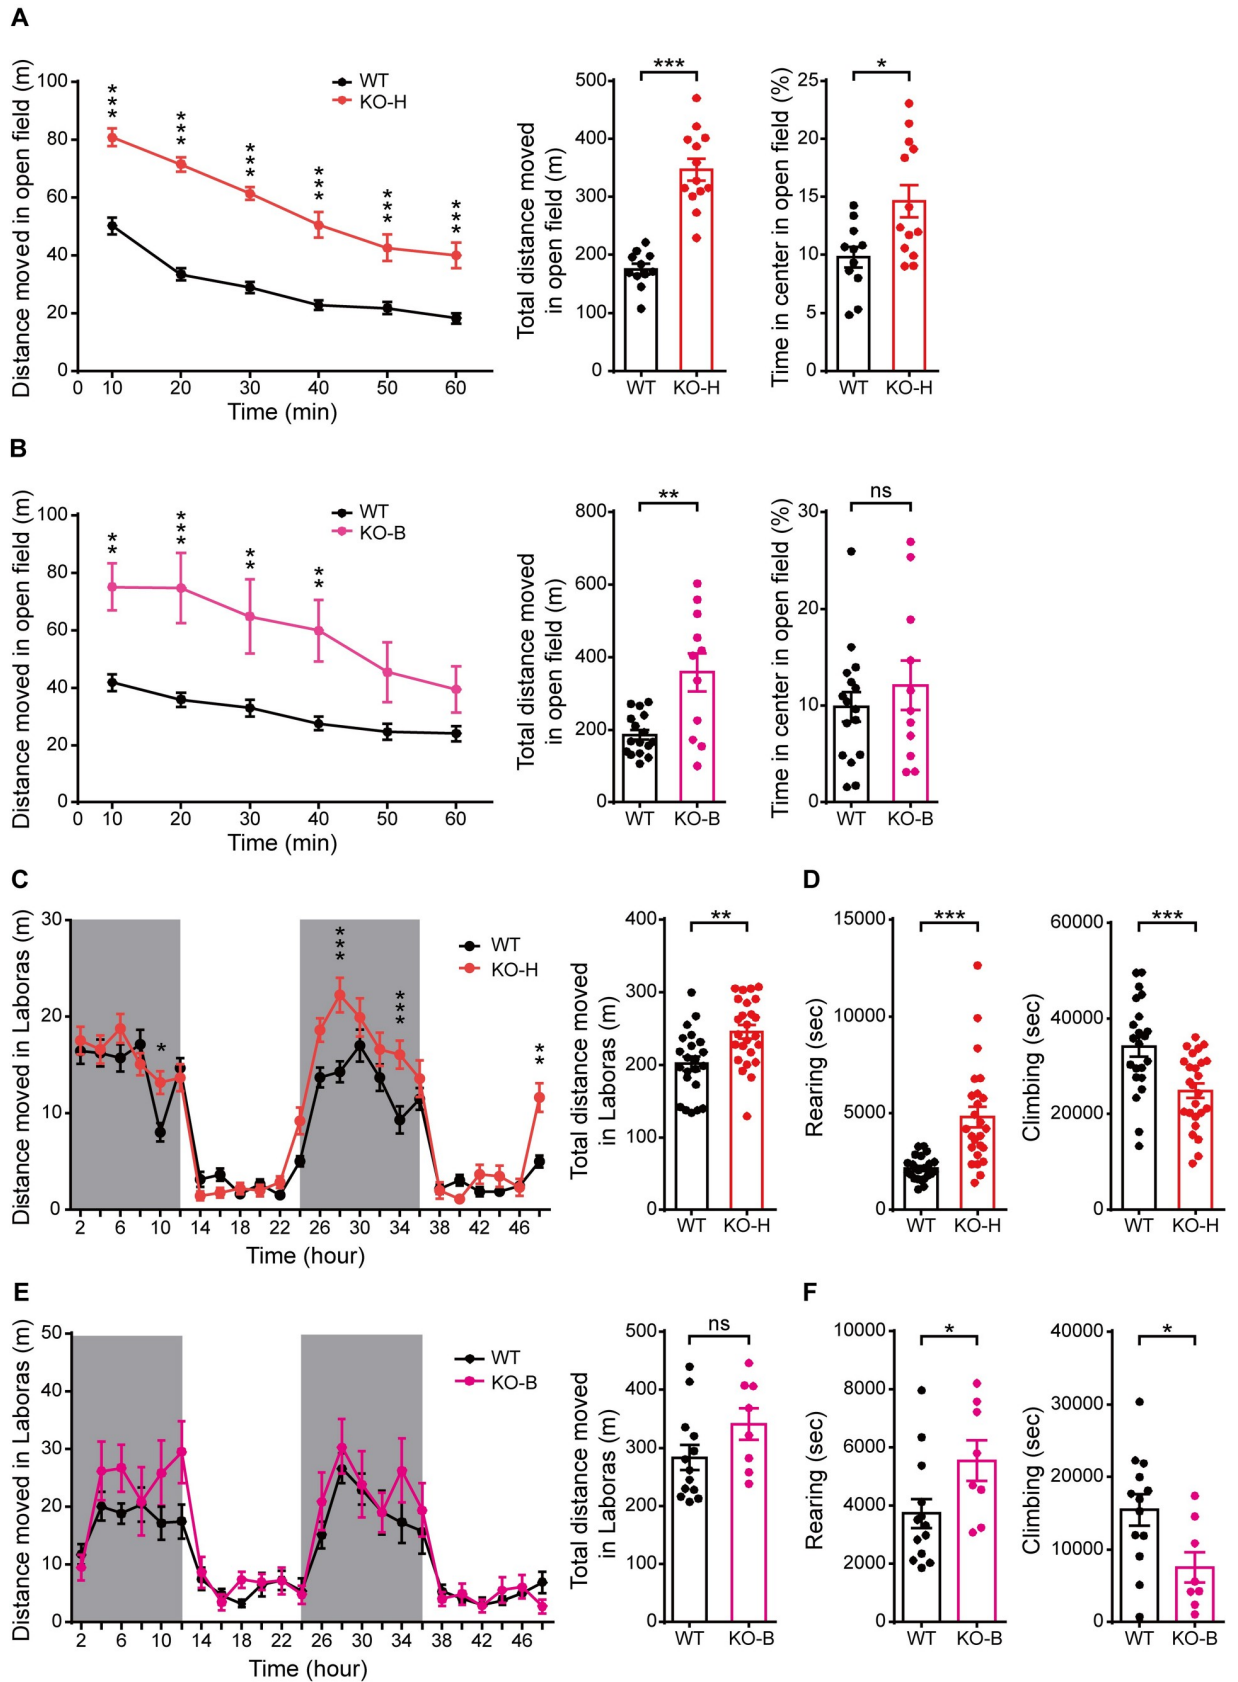 A
Distance moved in open field (m)
100
80
60
40
20
0
0 10 20 30 40 50 60
Time (min)
WT
KO-H
***
***
***
***
***
***
Total distance moved
in open field (m)
500
400
300
200
100
0
***
WT KO-H
Time in center in open field (%)
25
20
15
10
5
0
*
WT KO-H
B
Distance moved in open field (m)
100
80
60
40
20
0
0 10 20 30 40 50 60
Time (min)
WT
KO-B
**
***
**
**
Total distance moved
in open field (m)
800
600
400
200
0
**
WT KO-B
Time in center in open field (%)
30
20
10
0
ns
WT KO-B
C
Distance moved in Laboras (m)
30
20
10
0
2 6 10 14 18 22 26 30 34 38 42 46
Time (hour)
WT
KO-H
*
***
***
**
Total distance moved
in Laboras (m)
400
300
200
100
0
**
WT KO-H
D
Rearing (sec)
15000
10000
5000
0
***
WT KO-H
Climbing (sec)
60000
40000
20000
0
***
WT KO-H
E
Distance moved in Laboras (m)
50
40
30
20
10
0
2 6 10 14 18 22 26 30 34 38 42 46
Time (hour)
WT
KO-B
Total distance moved
in Laboras (m)
500
400
300
200
100
0
ns
WT KO-B
F
Rearing (sec)
10000
8000
6000
4000
2000
0
*
WT KO-B
Climbing (sec)
40000
30000
20000
10000
0
*
WT KO-B